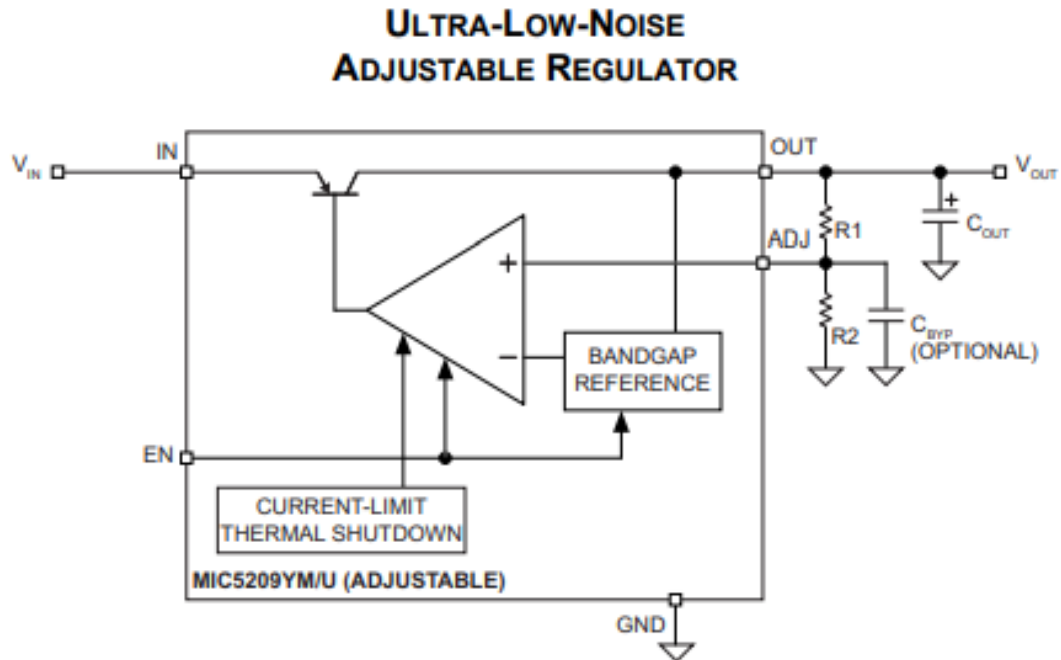 ULTRA-LOW-NOISE
ADJUSTABLE REGULATOR
IN
OUT
VIN
VOUT
+
COUT
R1
ADJ
+
R2
CBYP
(OPTIONAL)
−
BANDGAP
REFERENCE
EN
CURRENT-LIMIT
THERMAL SHUTDOWN
MIC5209YM/U (ADJUSTABLE)
GND